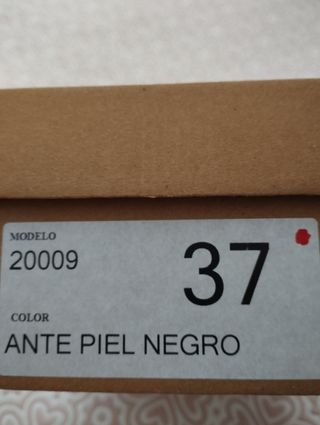 MODELO
20009
37
COLOR
ANTE PIEL NEGRO